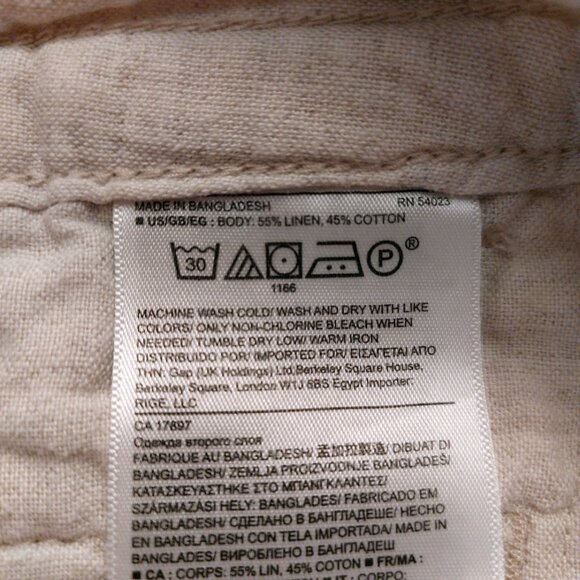 MADE IN BANGLADESH RN 54023
■ US/GB/EG : BODY: 55% LINEN, 45% COTTON
30 P ®
1166
MACHINE WASH COLD/ WASH AND DRY WITH LIKE
COLORS/ ONLY NON-CHLORINE BLEACH WHEN
NEEDED/ TUMBLE DRY LOW/ WARM IRON
DISTRIBUIDO POR/ IMPORTED FOR/ ΕΙΣΑΓΕΤΑΙ ΑΠΟ
ΤΗΝ: Gap (UK Holdings) Ltd.Berkeley Square House,
Berkeley Square, London W1J 6BS Egypt Importer:
RIGE, LLC
CA 17897
Одежда второго слоя
FABRIQUE AU BANGLADESH/ 孟加拉製造/ DIBUAT DI
BANGLADESH/ ZEMLJA PROIZVODNJE BANGLADEŠ/
ΚΑΤΑΣΚΕΥΑΣΤΗΚΕ ΣΤΟ ΜΠΑΝΓΚΛΑΝΤΕΣ/
SZÁRMAZÁSI HELY: BANGLADES/ FABRICADO EM
BANGLADESH/ СДЕЛАНО В БАНГЛАДЕШЕ/ HECHO
EN BANGLADESH CON TELA IMPORTADA/ MADE IN
BANGLADESH/ ВИРОБЛЕНО В БАНГЛАДЕШ
■ CA : CORPS: 55% LIN, 45% COTON ■ FR/MA :